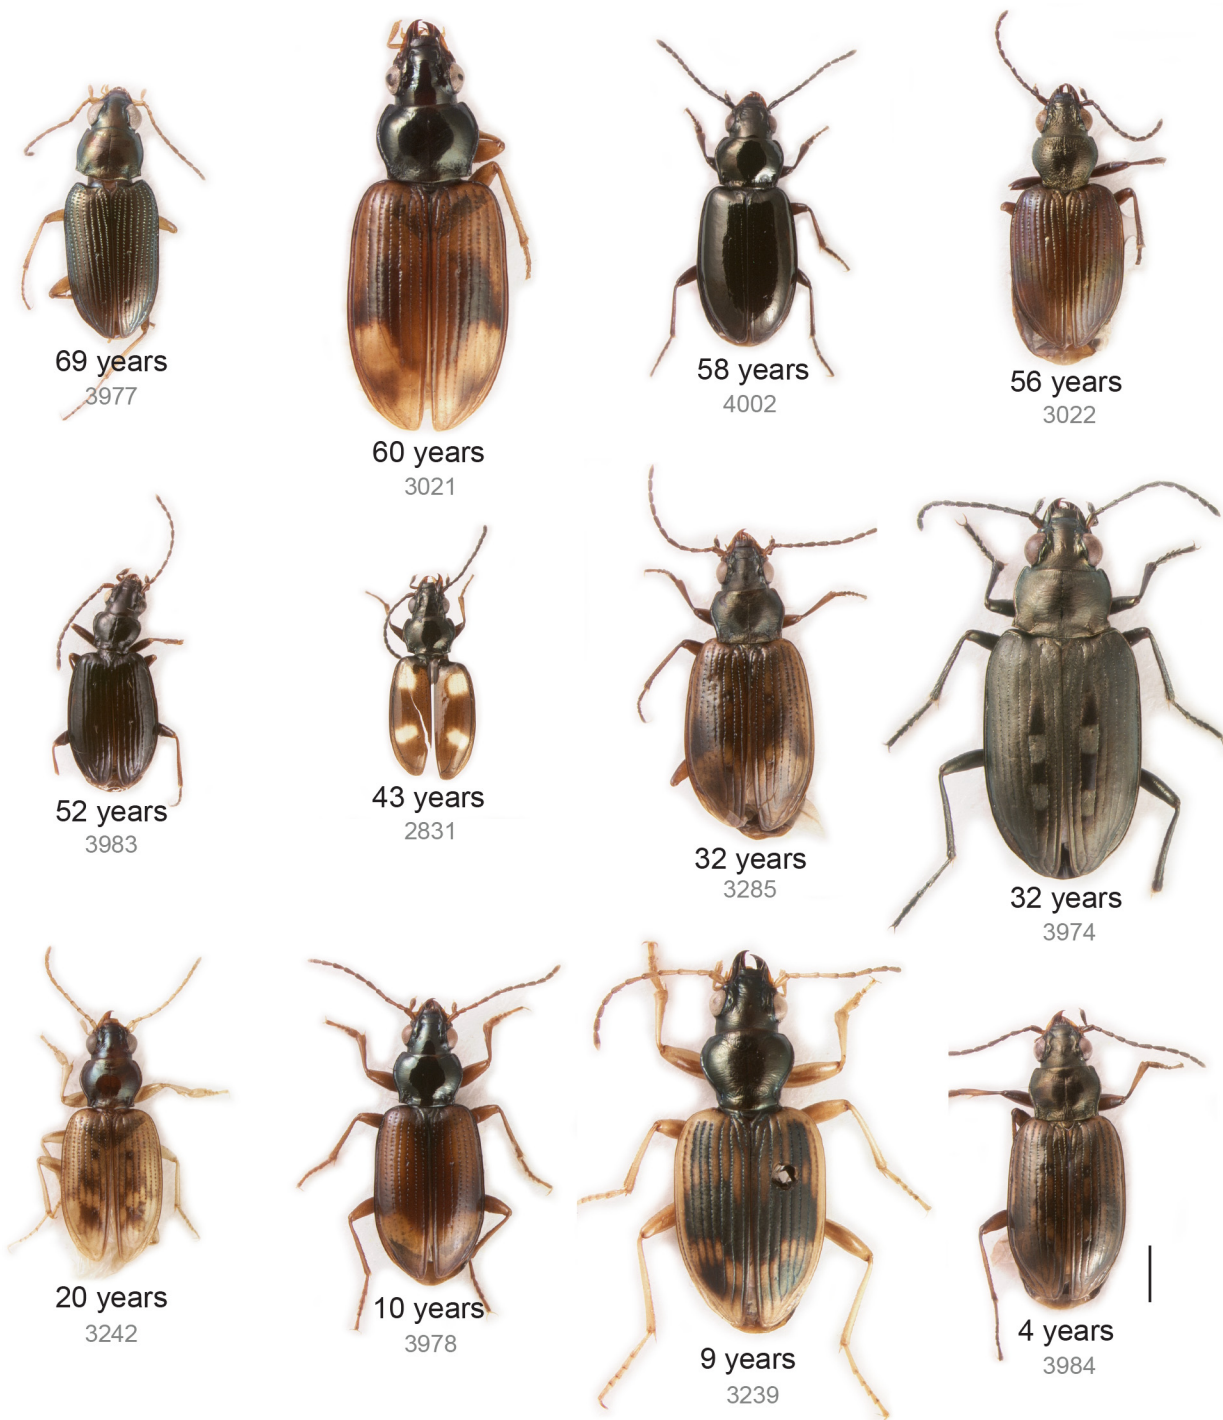 69 years
3977
60 years
3021
58 years
4002
56 years
3022
52 years
3983
43 years
2831
32 years
3285
32 years
3974
20 years
3242
10 years
3978
9 years
3239
4 years
3984